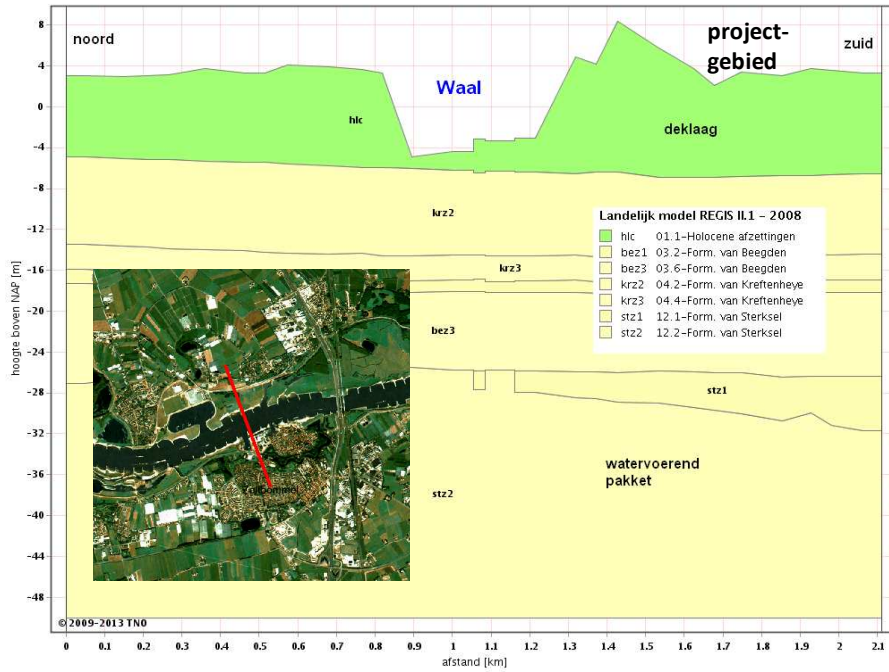 noord
project-
gebied
zuid
Waal
hlc
deklaag
krz2
krz3
bez3
stz1
stz2
watervoerend
pakket
Landelijk model REGIS II.1 - 2008
hlc 01.1-Holocene afzettingen
bez1 03.2-Form. van Beegden
bez3 03.6-Form. van Beegden
krz2 04.2-Form. van Kreftenheye
krz3 04.4-Form. van Kreftenheye
stz1 12.1-Form. van Sterksel
stz2 12.2-Form. van Sterksel
Zaltbommel
hoogte boven NAP [m]
8
4
0
-4
-8
-12
-16
-20
-24
-28
-32
-36
-40
-44
-48
© 2009-2013 TNO
0 0.1 0.2 0.3 0.4 0.5 0.6 0.7 0.8 0.9 1 1.1 1.2 1.3 1.4 1.5 1.6 1.7 1.8 1.9 2 2.1
afstand [km]